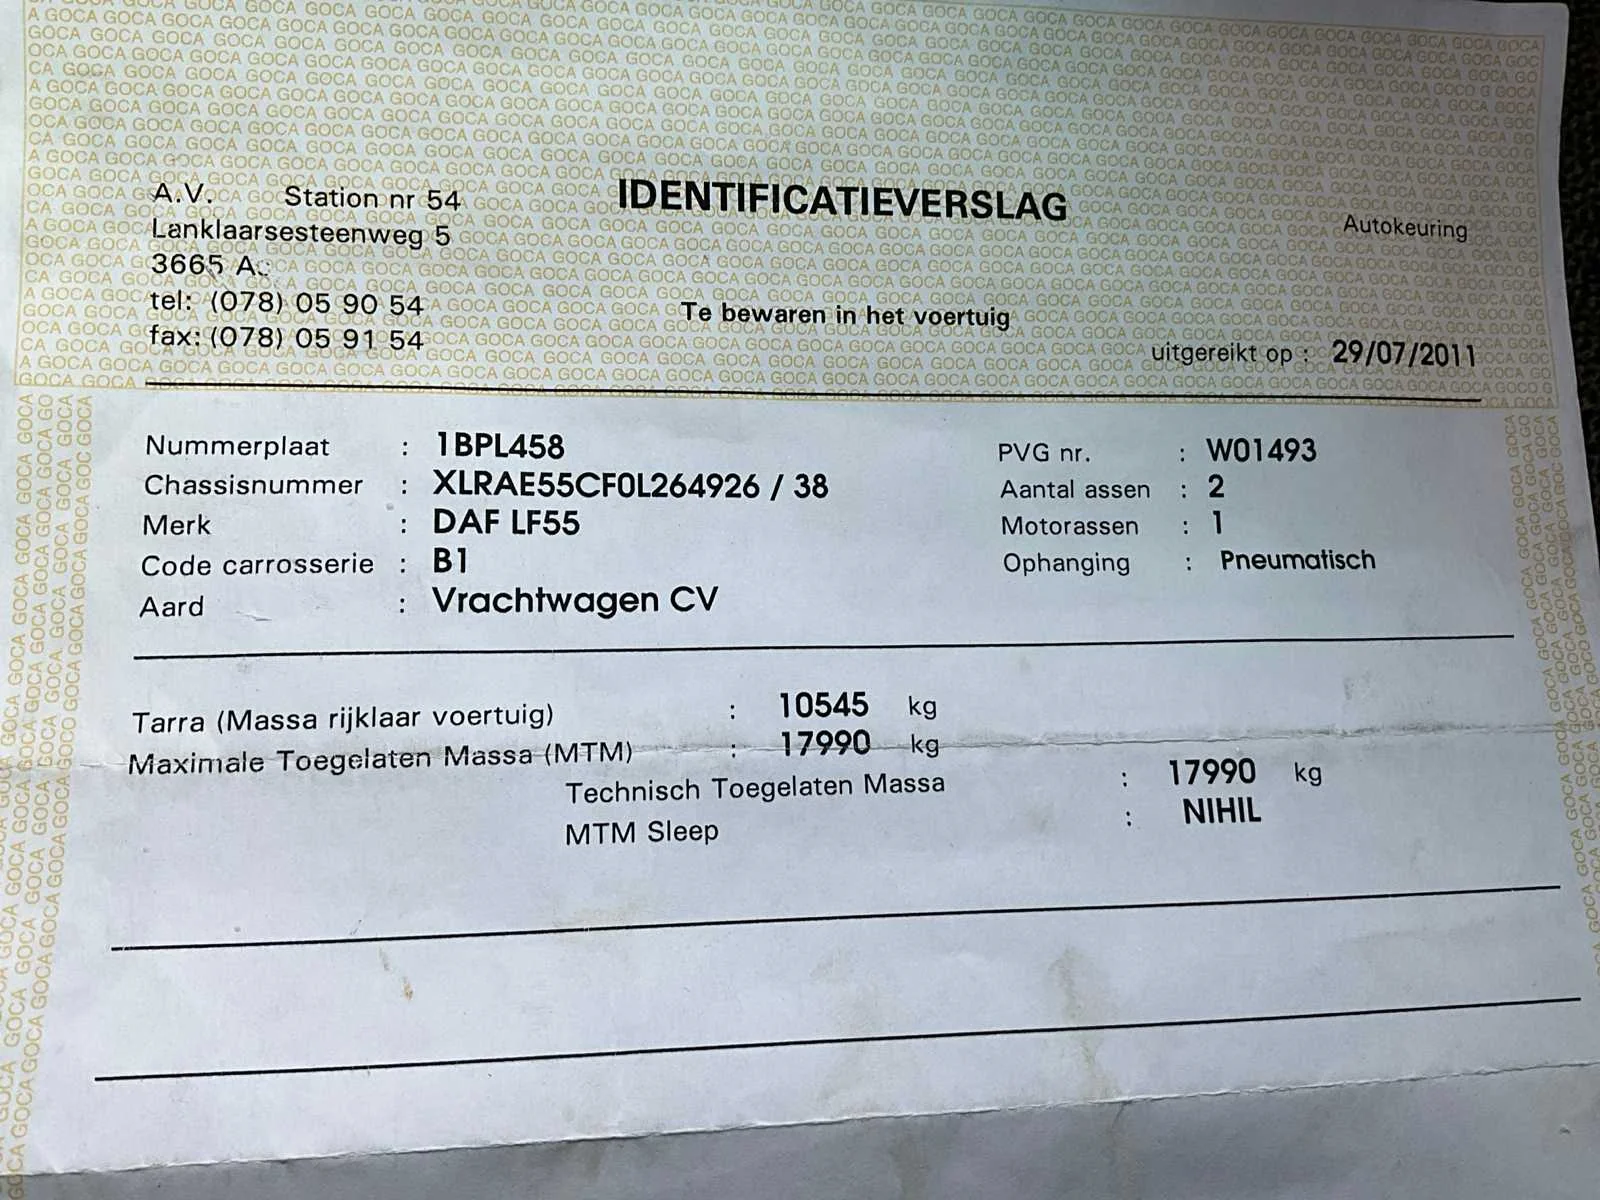 A.V. Station nr 54
IDENTIFICATIEVERSLAG
Autokeuring
Lanklaarsesteenweg 5
3665 A
tel: (078) 05 90 54
Te bewaren in het voertuig
fax: (078) 05 91 54
uitgereikt op : 29/07/2011
Nummerplaat : 1BPL458
PVG nr. : W01493
Chassisnummer : XLRAE55CF0L264926 / 38
Aantal assen : 2
Merk : DAF LF55
Motorassen : 1
Code carrosserie : B1
Ophanging : Pneumatisch
Aard : Vrachtwagen CV
Tarra (Massa rijklaar voertuig) : 10545 kg
Maximale Toegelaten Massa (MTM) : 17990 kg
Technisch Toegelaten Massa : 17990 kg
MTM Sleep : NIHIL